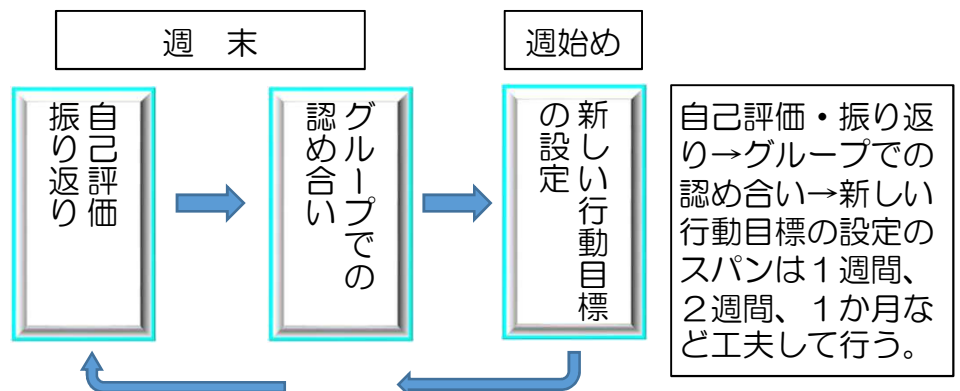 週　末
週始め
自己評価
振り返り
グループでの
認め合い
新しい行動目標
の設定
自己評価・振り返
り→グループでの
認め合い→新しい
行動目標の設定の
スパンは１週間、
２週間、１か月な
ど工夫して行う。